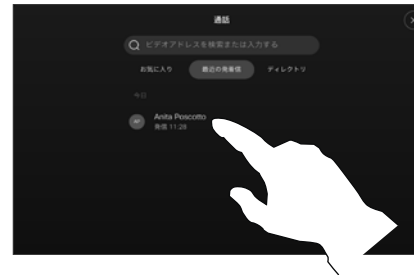 通話
ビデオアドレスを検索または入力する
お気に入り 最近の発着信 ディレクトリ
今日
AP
Anita Poscotto
発信 11:28